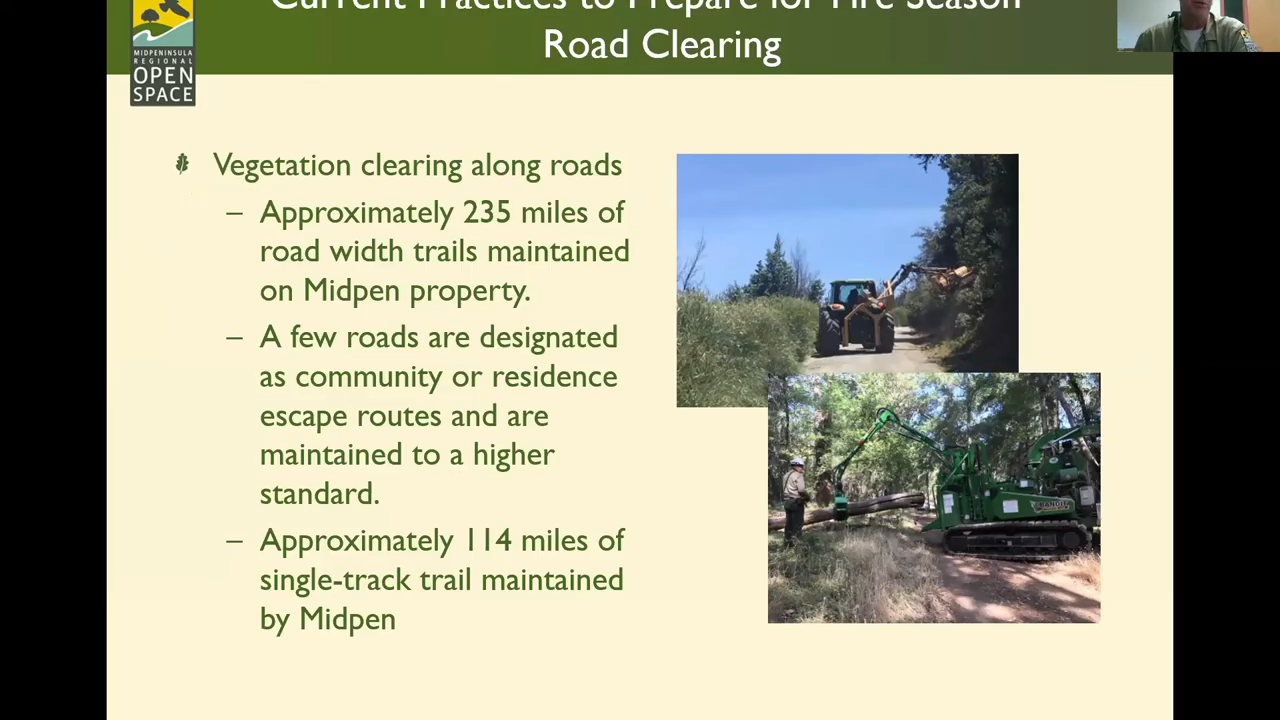 Current Practices to Prepare for Fire Season
Road Clearing
MIDPENINSULA
REGIONAL
OPEN
SPACE
Vegetation clearing along roads
– Approximately 235 miles of
road width trails maintained
on Midpen property.
– A few roads are designated
as community or residence
escape routes and are
maintained to a higher
standard.
– Approximately 114 miles of
single-track trail maintained
by Midpen
BANDIT